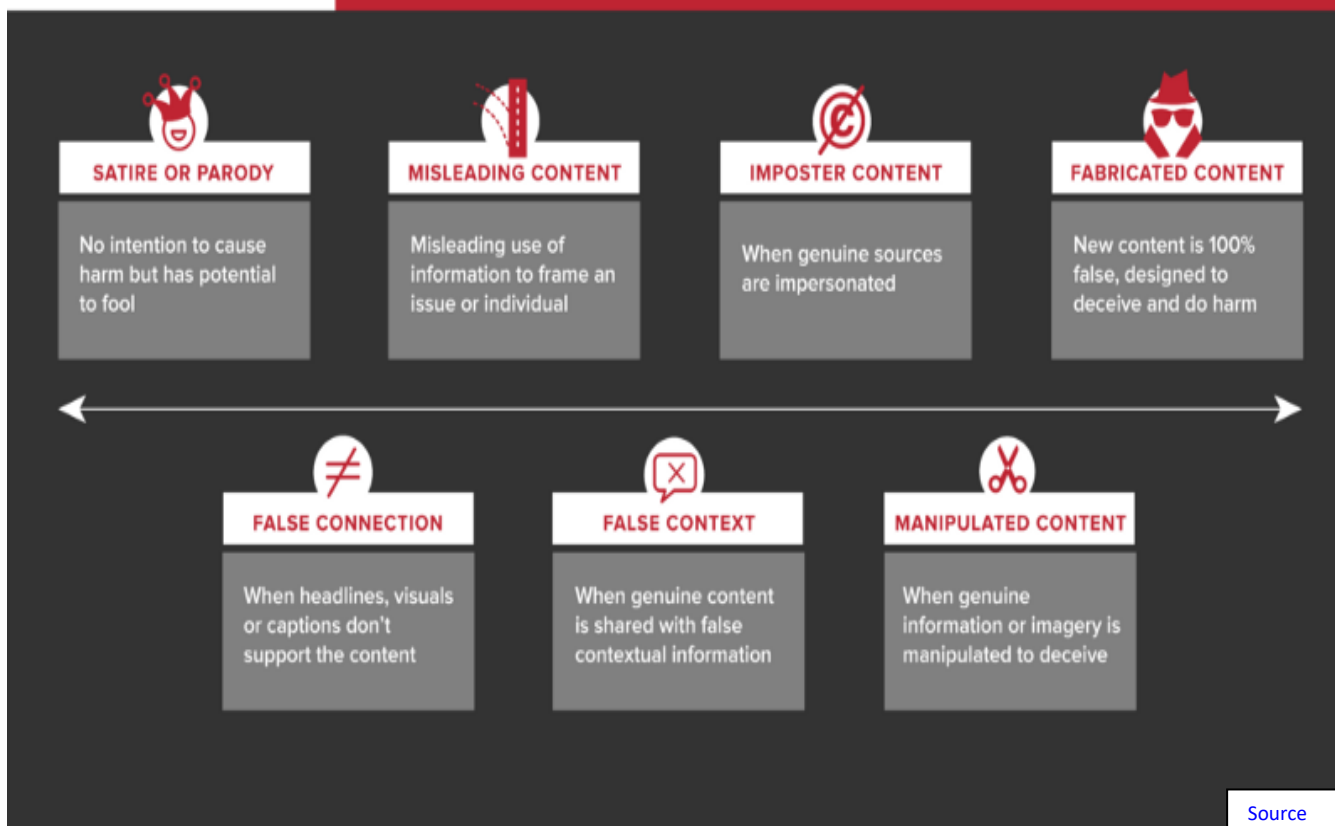 SATIRE OR PARODY
No intention to cause
harm but has potential
to fool
MISLEADING CONTENT
Misleading use of
information to frame an
issue or individual
IMPOSTER CONTENT
When genuine sources
are impersonated
FABRICATED CONTENT
New content is 100%
false, designed to
deceive and do harm
FALSE CONNECTION
When headlines, visuals
or captions don't
support the content
FALSE CONTEXT
When genuine content
is shared with false
contextual information
MANIPULATED CONTENT
When genuine
information or imagery is
manipulated to deceive
Source